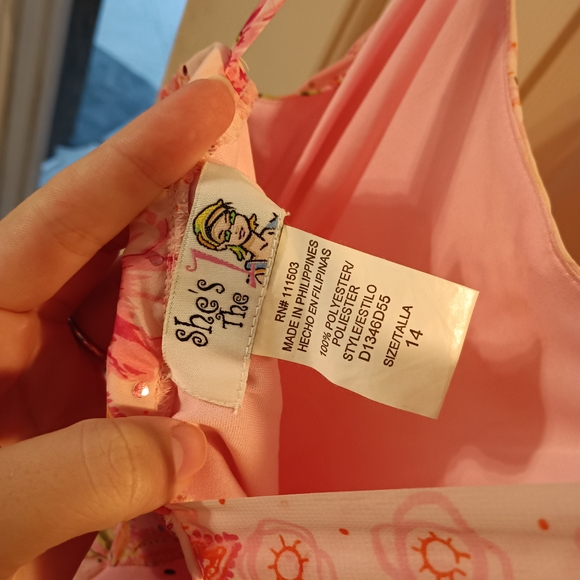 She's
The 1
RN# 111503
MADE IN PHILIPPINES
HECHO EN FILIPINAS
100% POLYESTER/
POLIESTER
STYLE/ESTILO
D1346D55
SIZE/TALLA
14